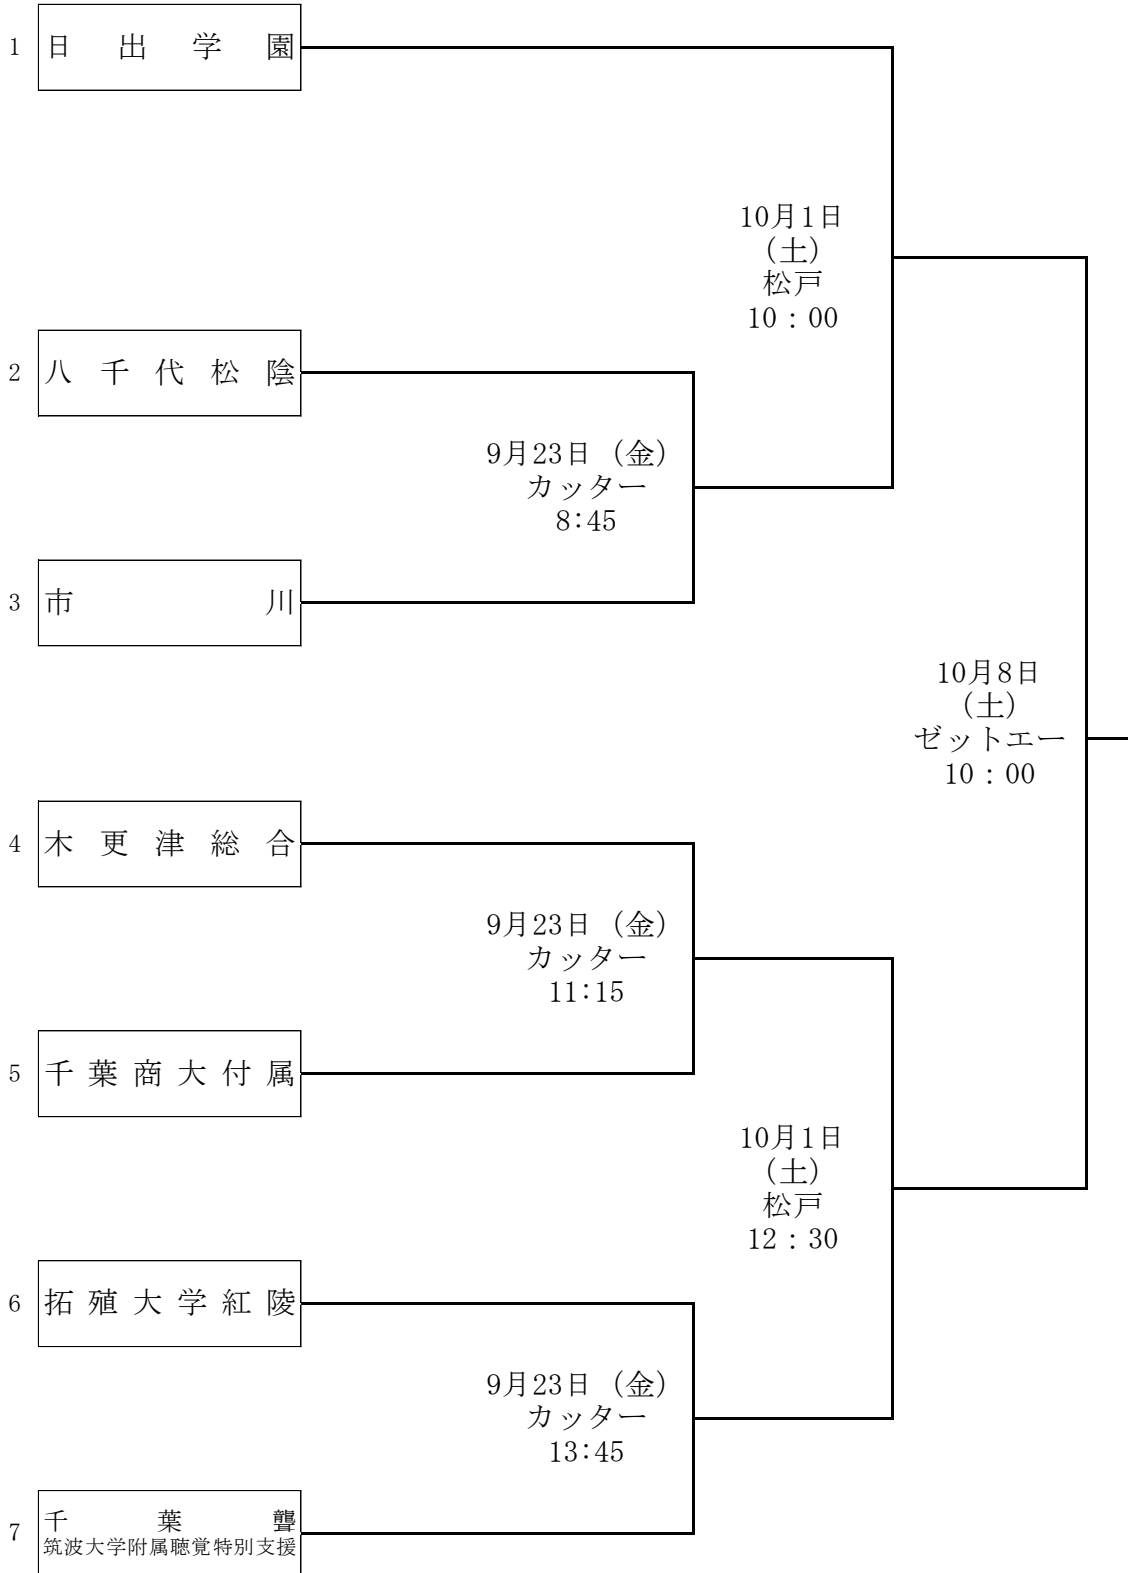 1 日出学園
10月1日
（土）
松戸
10：00
2 八千代松陰
9月23日（金）
カッター
8:45
3 市川
10月8日
（土）
ゼットエー
10：00
4 木更津総合
9月23日（金）
カッター
11:15
5 千葉商大付属
10月1日
（土）
松戸
12：30
6 拓殖大学紅陵
9月23日（金）
カッター
13:45
7 千葉聾
筑波大学附属聴覚特別支援